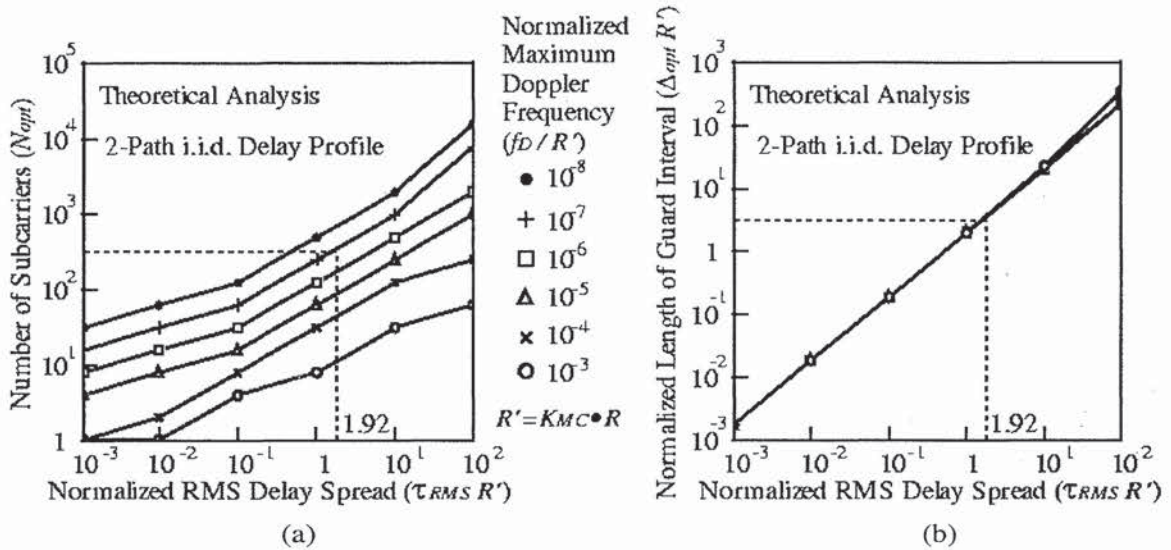 Number of Subcarriers (Nopt)
10^5
10^4
10^3
10^2
10^1
1
Theoretical Analysis
2-Path i.i.d. Delay Profile
1.92
10^-3 10^-2 10^-1 1 10^1 10^2
Normalized RMS Delay Spread (τRMS R')
(a)
Normalized
Maximum
Doppler
Frequency
(fD / R')
10^-8
10^-7
10^-6
10^-5
10^-4
10^-3
R'=KMC•R
Normalized Length of Guard Interval (Δopt R')
10^3
10^2
10^1
1
10^-1
10^-2
10^-3
Theoretical Analysis
2-Path i.i.d. Delay Profile
1.92
10^-3 10^-2 10^-1 1 10^1 10^2
Normalized RMS Delay Spread (τRMS R')
(b)